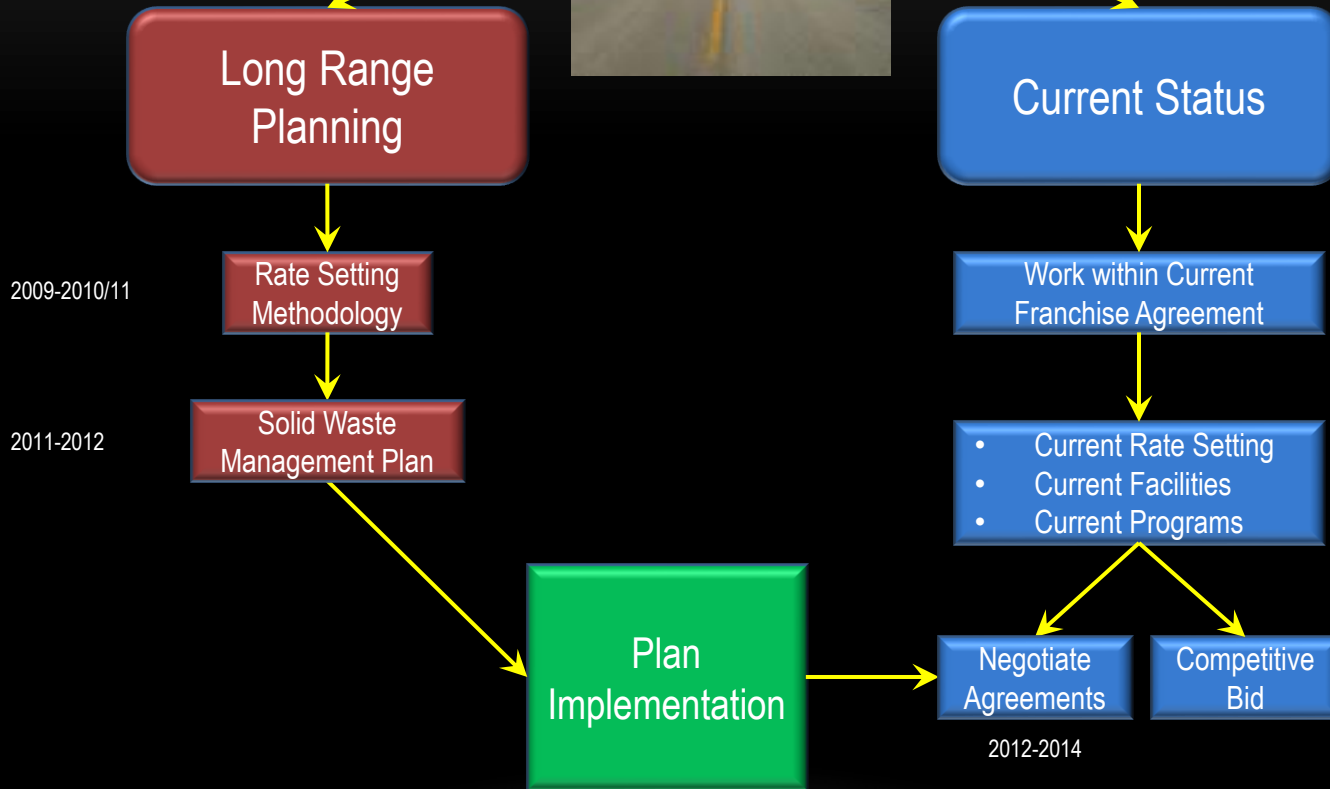 Long Range
Planning
Current Status
2009-2010/11
Rate Setting
Methodology
Work within Current
Franchise Agreement
2011-2012
Solid Waste
Management Plan
• Current Rate Setting
• Current Facilities
• Current Programs
Plan
Implementation
Negotiate
Agreements
Competitive
Bid
2012-2014